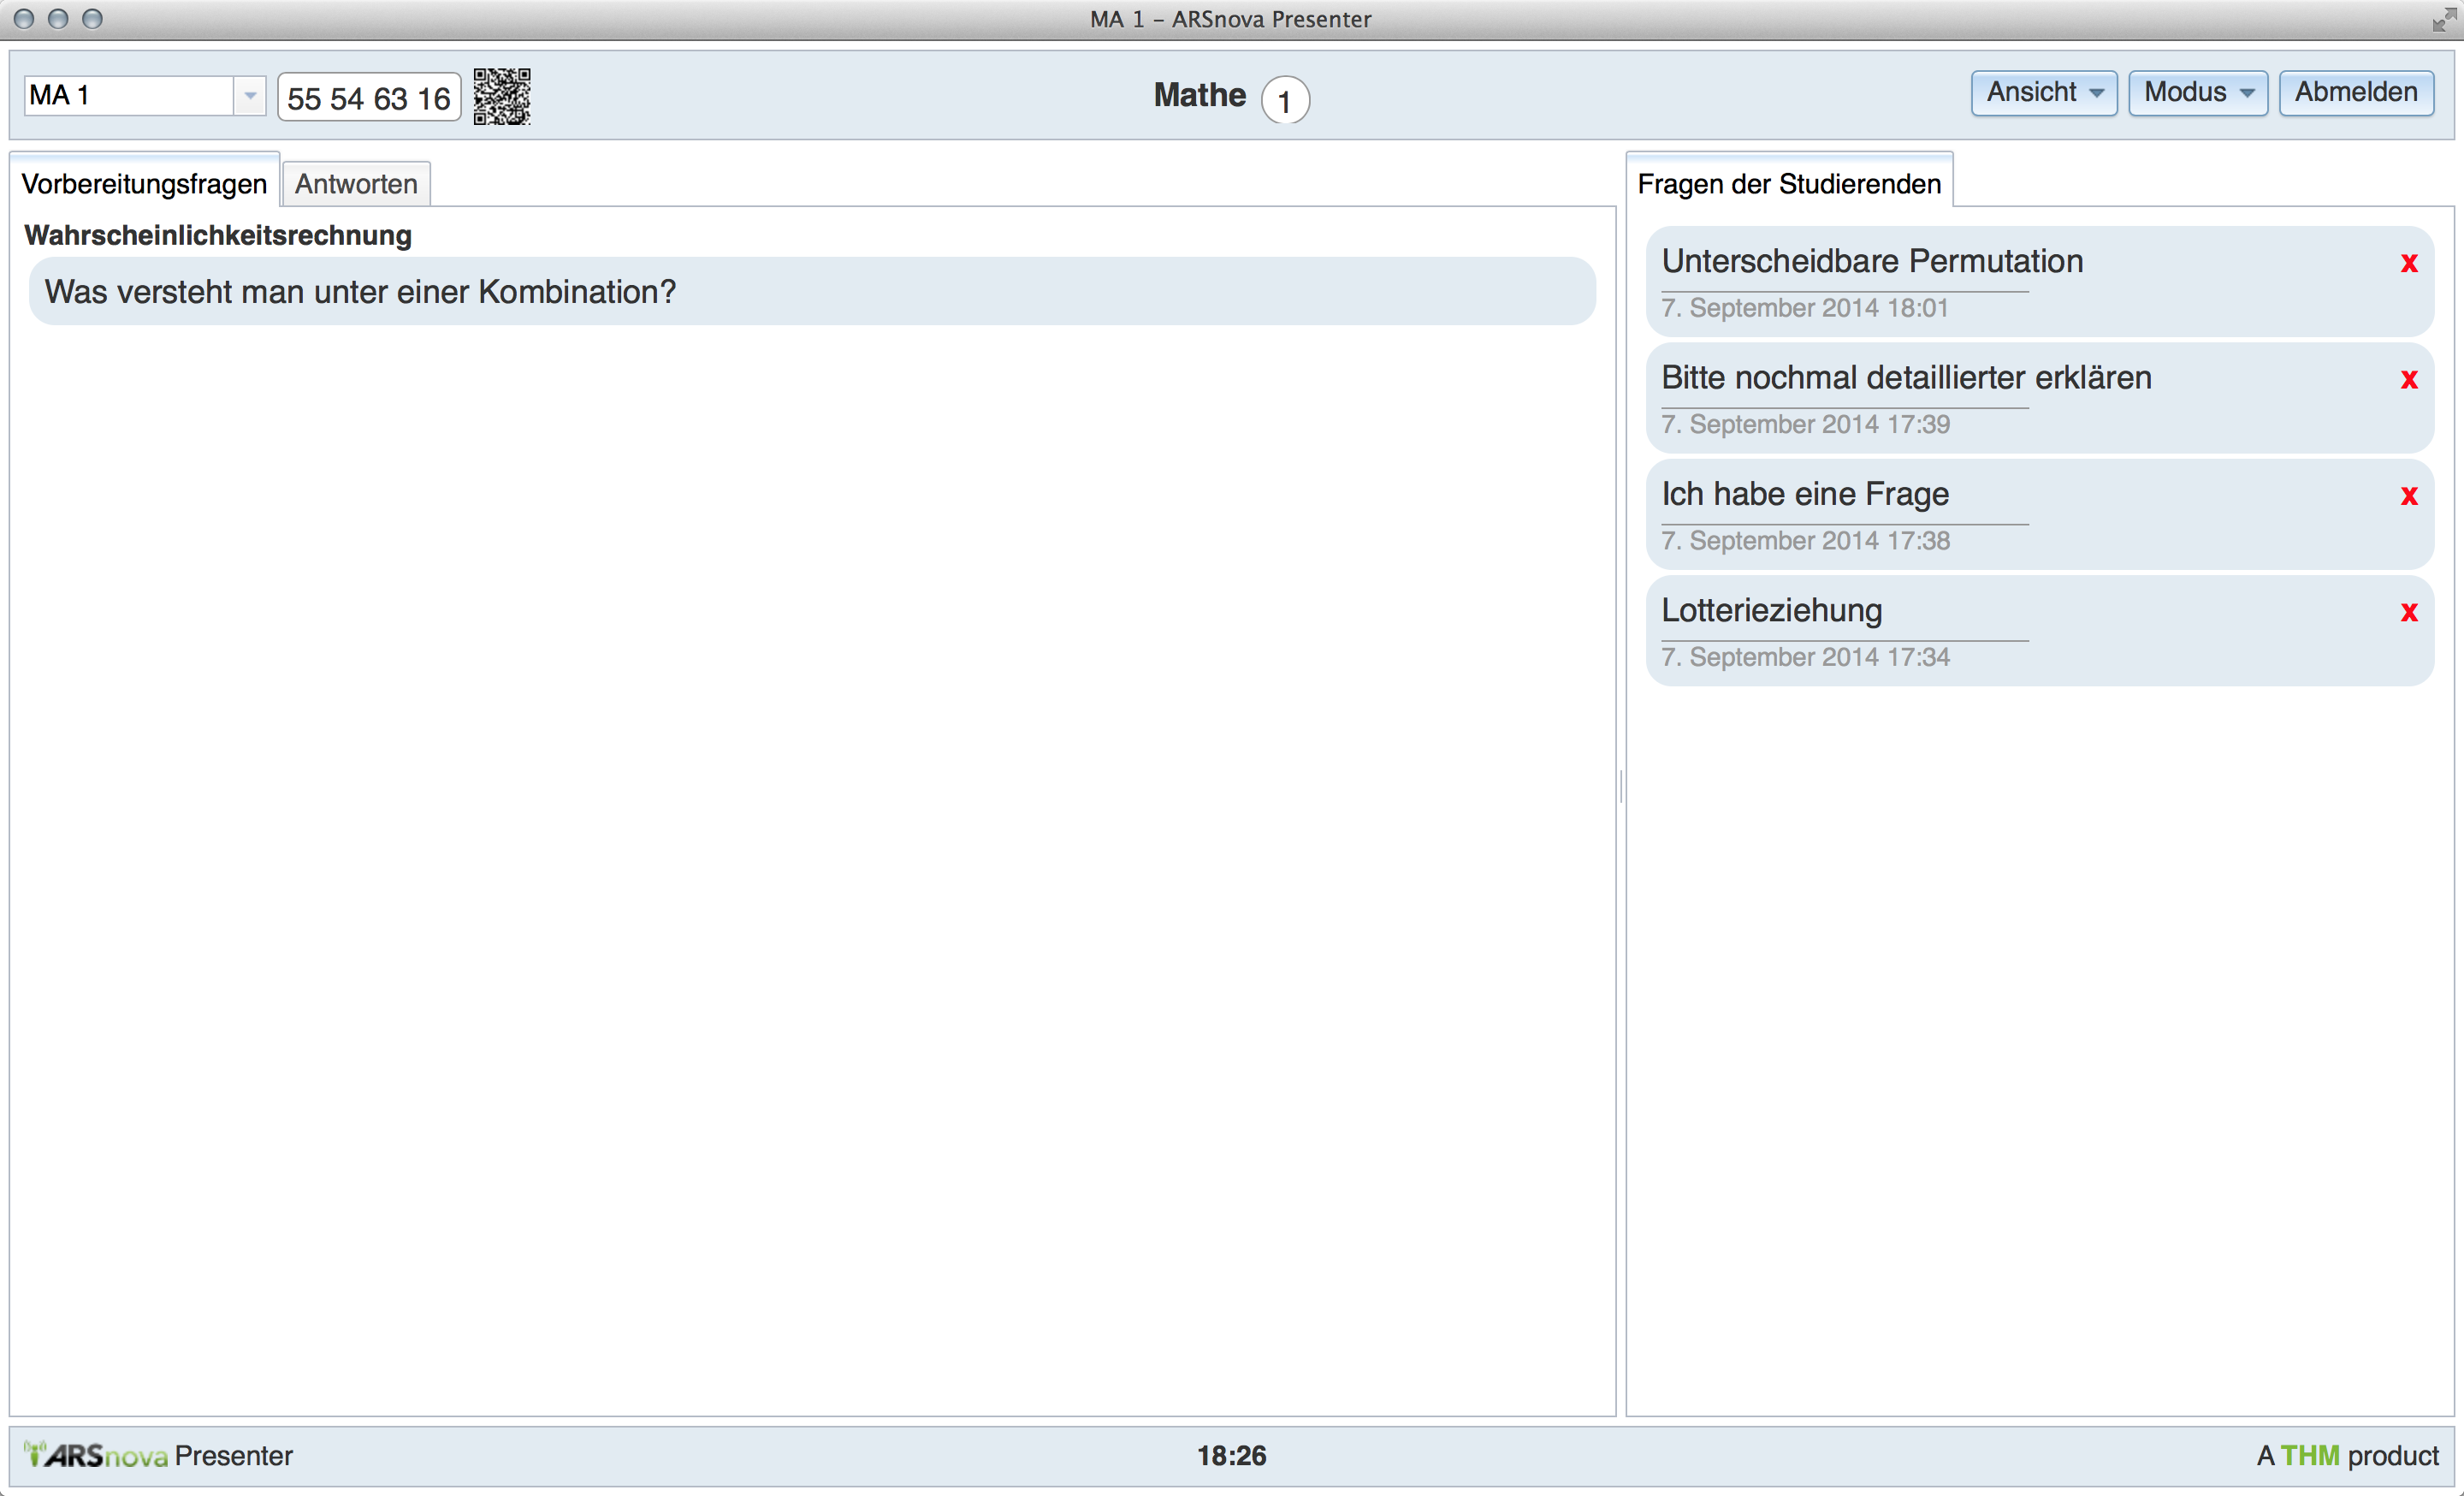 MA 1 – ARSnova Presenter
MA 1
55 54 63 16
Mathe 1
Ansicht
Modus
Abmelden
Vorbereitungsfragen
Antworten
Wahrscheinlichkeitsrechnung
Was versteht man unter einer Kombination?
Fragen der Studierenden
Unterscheidbare Permutation x
7. September 2014 18:01
Bitte nochmal detaillierter erklären x
7. September 2014 17:39
Ich habe eine Frage x
7. September 2014 17:38
Lotterieziehung x
7. September 2014 17:34
ARSnova Presenter
18:26
A THM product